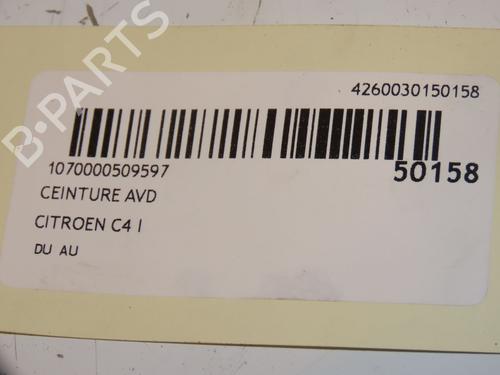 B-PARTS
4260030150158
1070000509597
50158
CEINTURE AVD
CITROEN C4 I
DU AU